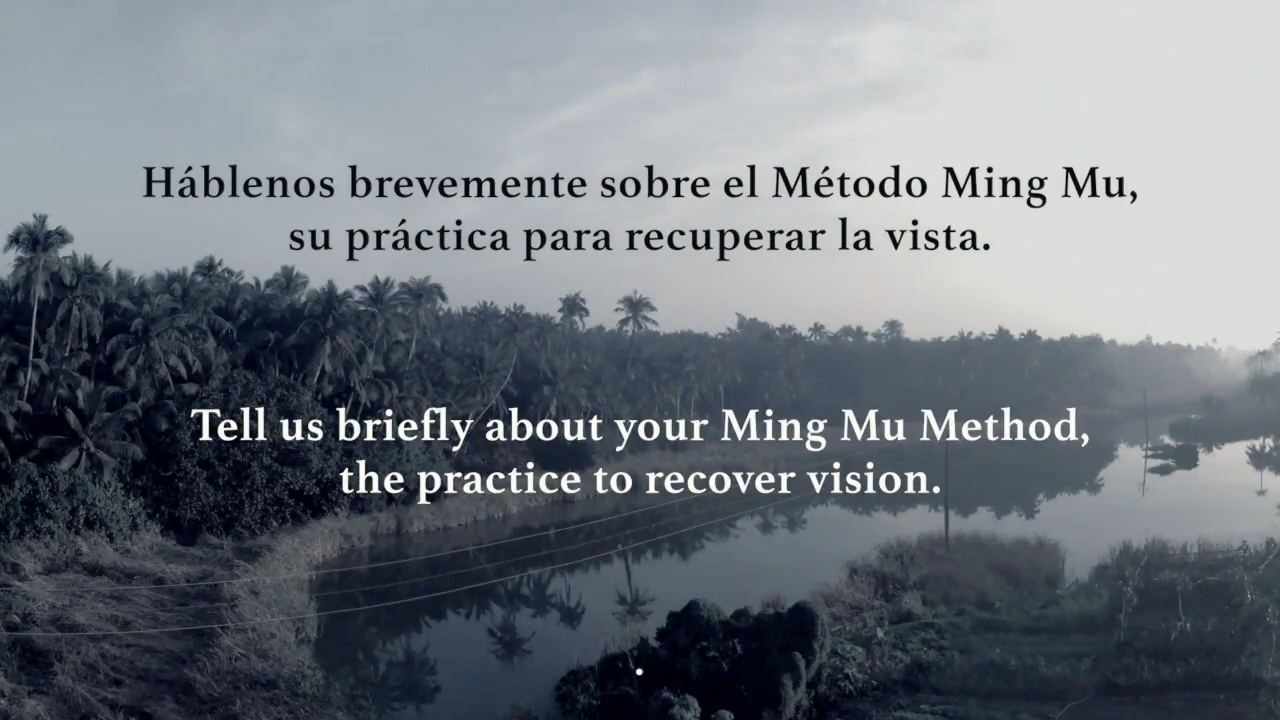 Háblenos brevemente sobre el Método Ming Mu,
su práctica para recuperar la vista.
Tell us briefly about your Ming Mu Method,
the practice to recover vision.